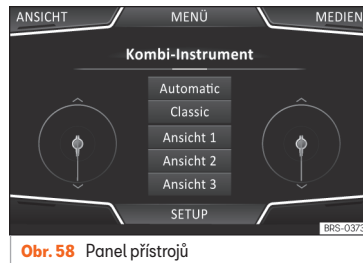 ANSICHT MENÜ MEDIEN
Kombi-Instrument
Automatic
Classic
Ansicht 1
Ansicht 2
Ansicht 3
SETUP
BRS-0373
Obr. 58 Panel přístrojů